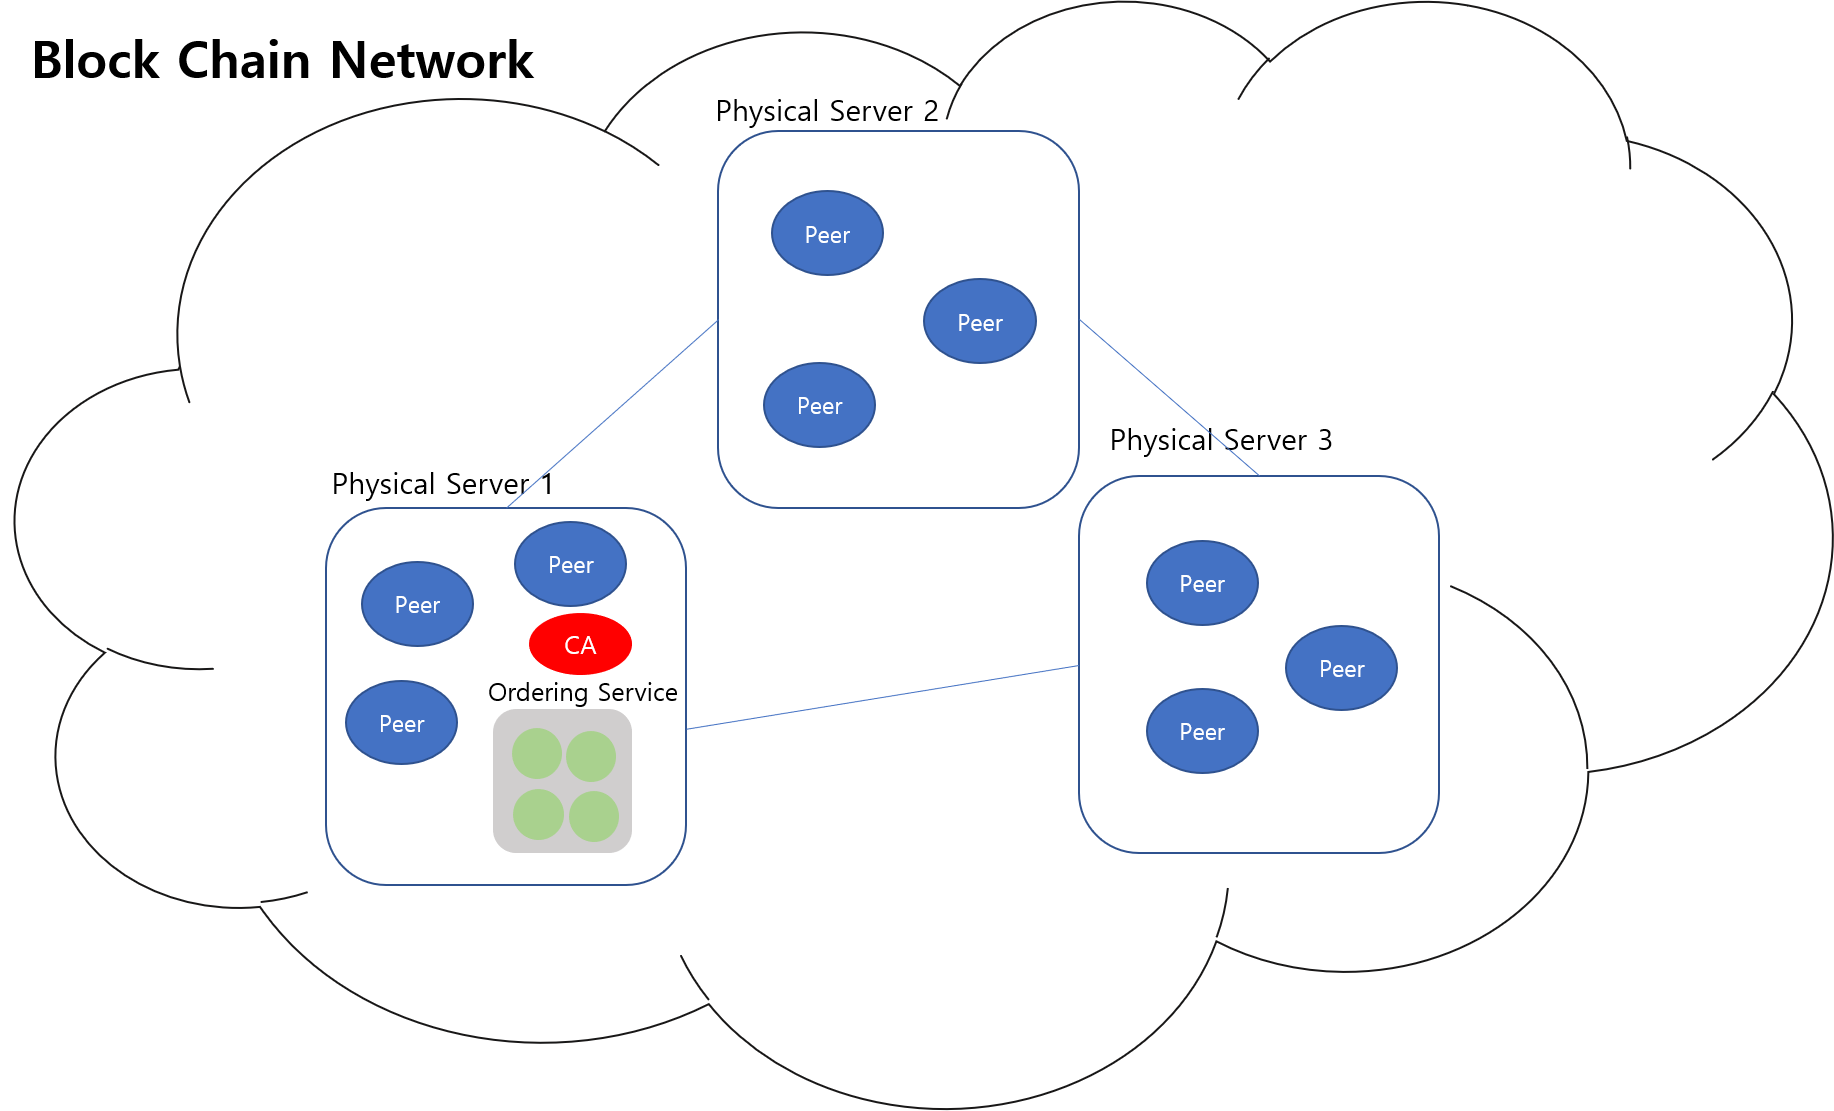 Block Chain Network
Physical Server 2
Peer
Peer
Peer
Physical Server 3
Physical Server 1
Peer
Peer
CA
Ordering Service
Peer
Peer
Peer
Peer